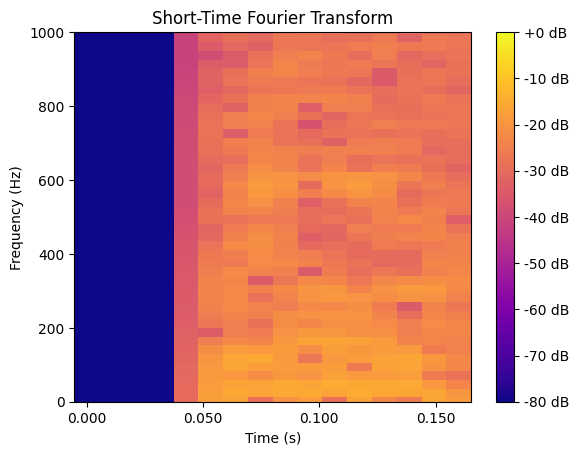 Short-Time Fourier Transform
Frequency (Hz)
1000
800
600
400
200
0
0.000
0.050
0.100
0.150
Time (s)
+0 dB
-10 dB
-20 dB
-30 dB
-40 dB
-50 dB
-60 dB
-70 dB
-80 dB